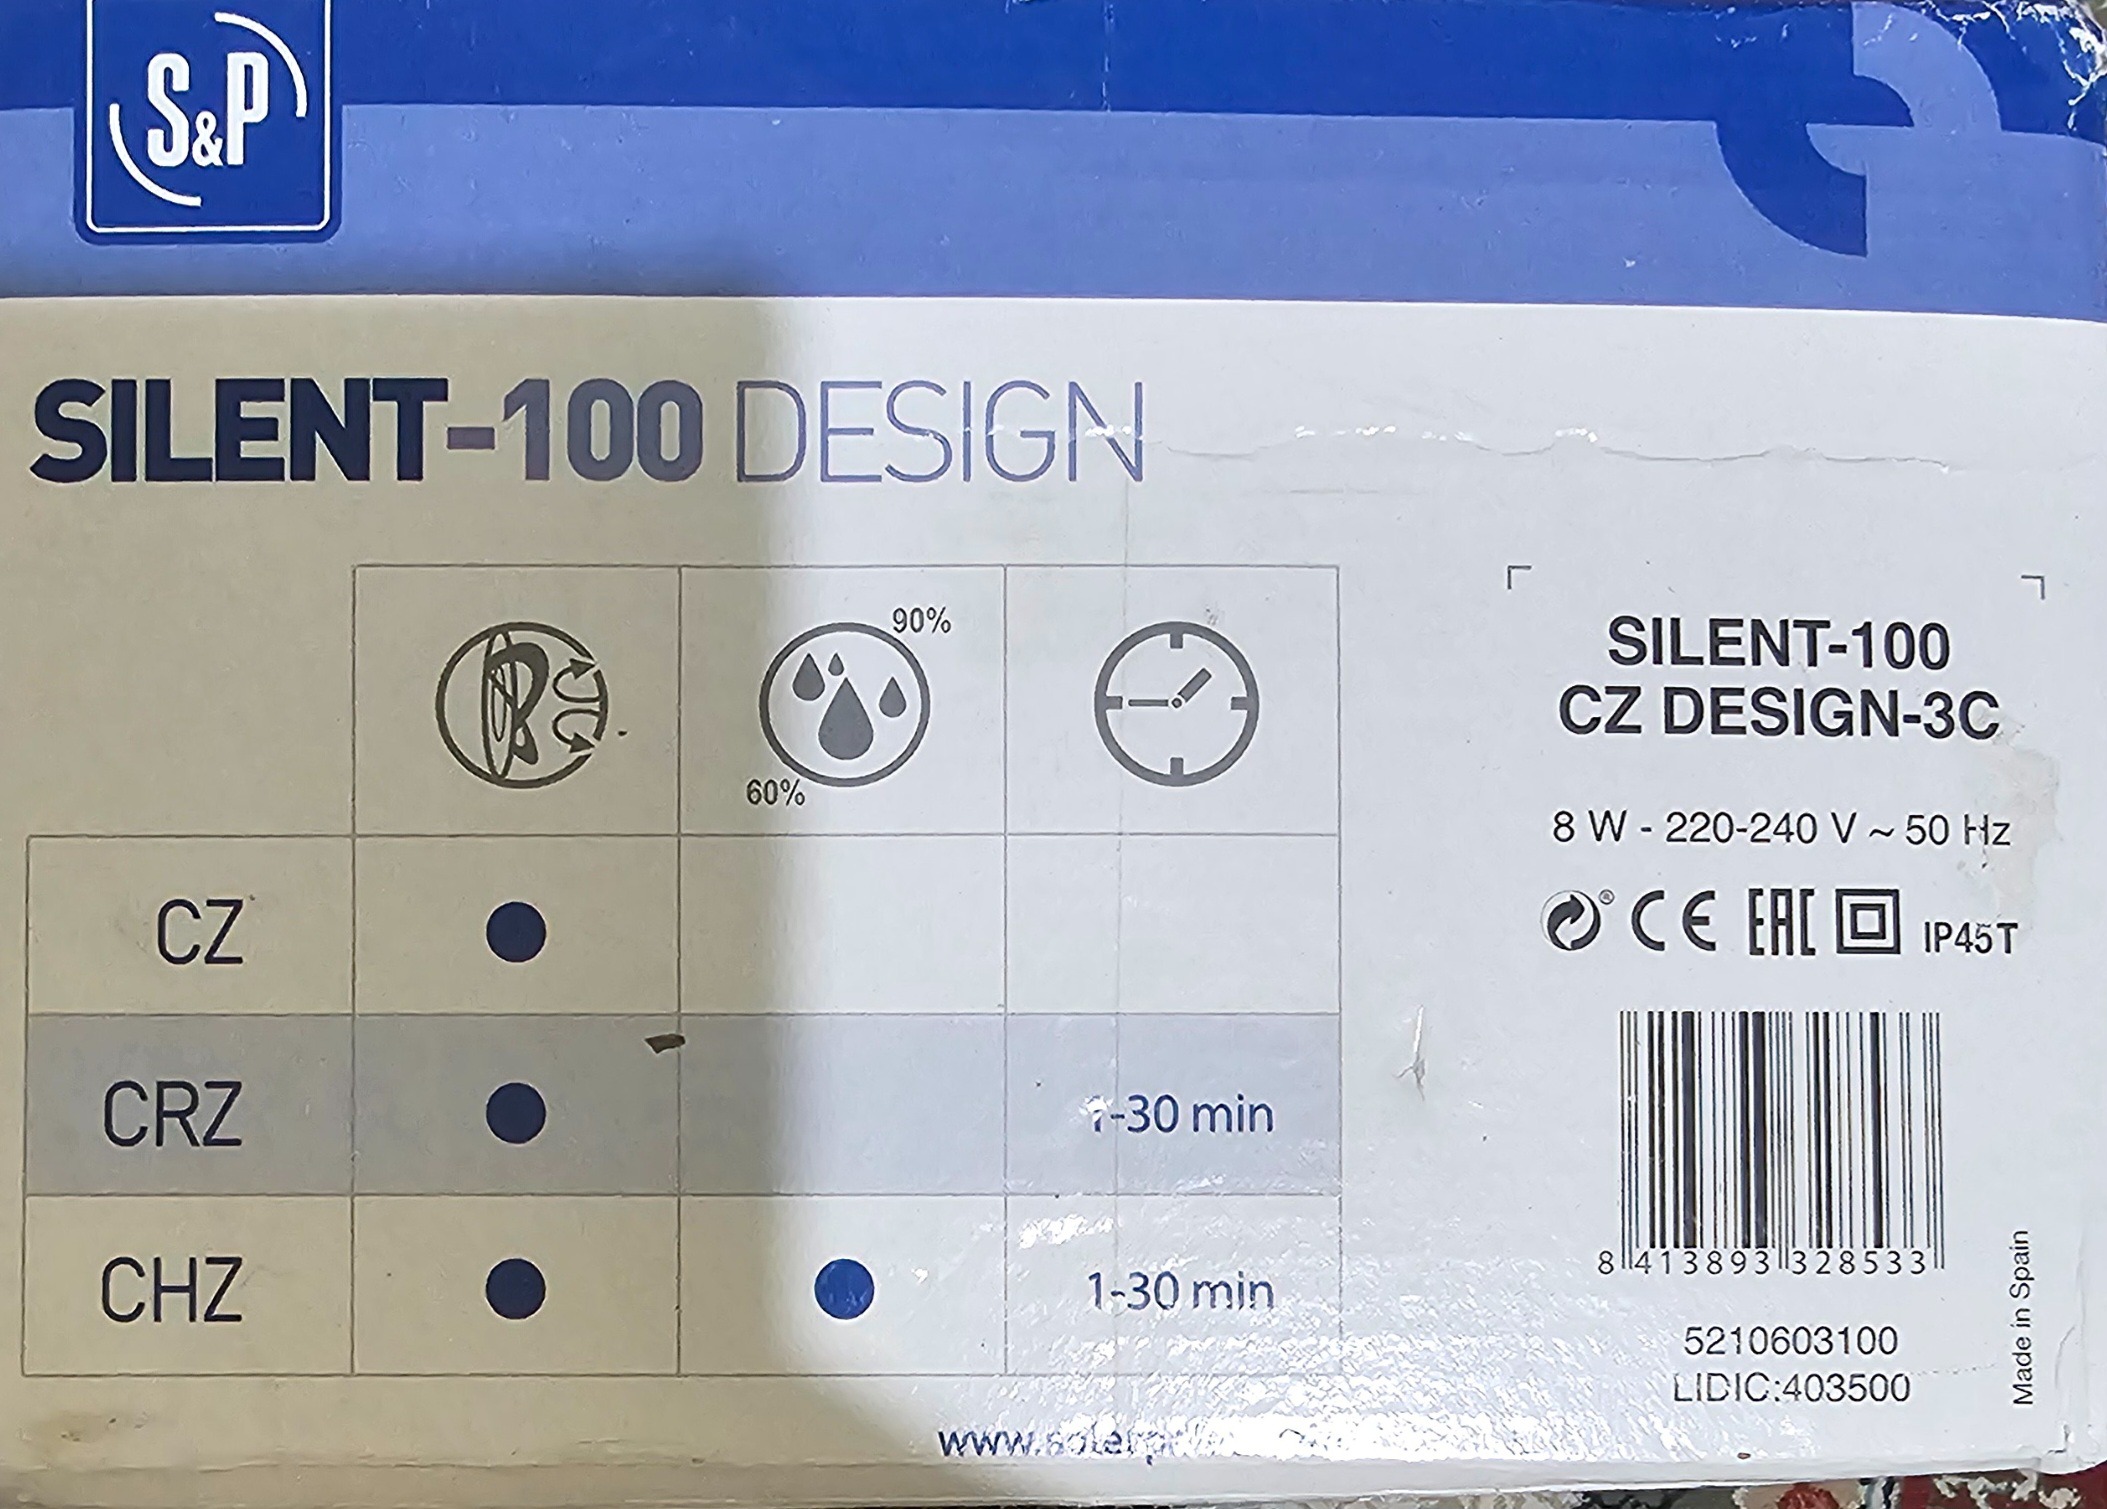 S&P
SILENT-100 DESIGN
90%
60%
CZ
CRZ
1-30 min
CHZ
1-30 min
SILENT-100
CZ DESIGN-3C
8 W - 220-240 V ~ 50 Hz
CE EAC IP45T
8 413893 328533
5210603100
LIDIC:403500
Made in Spain